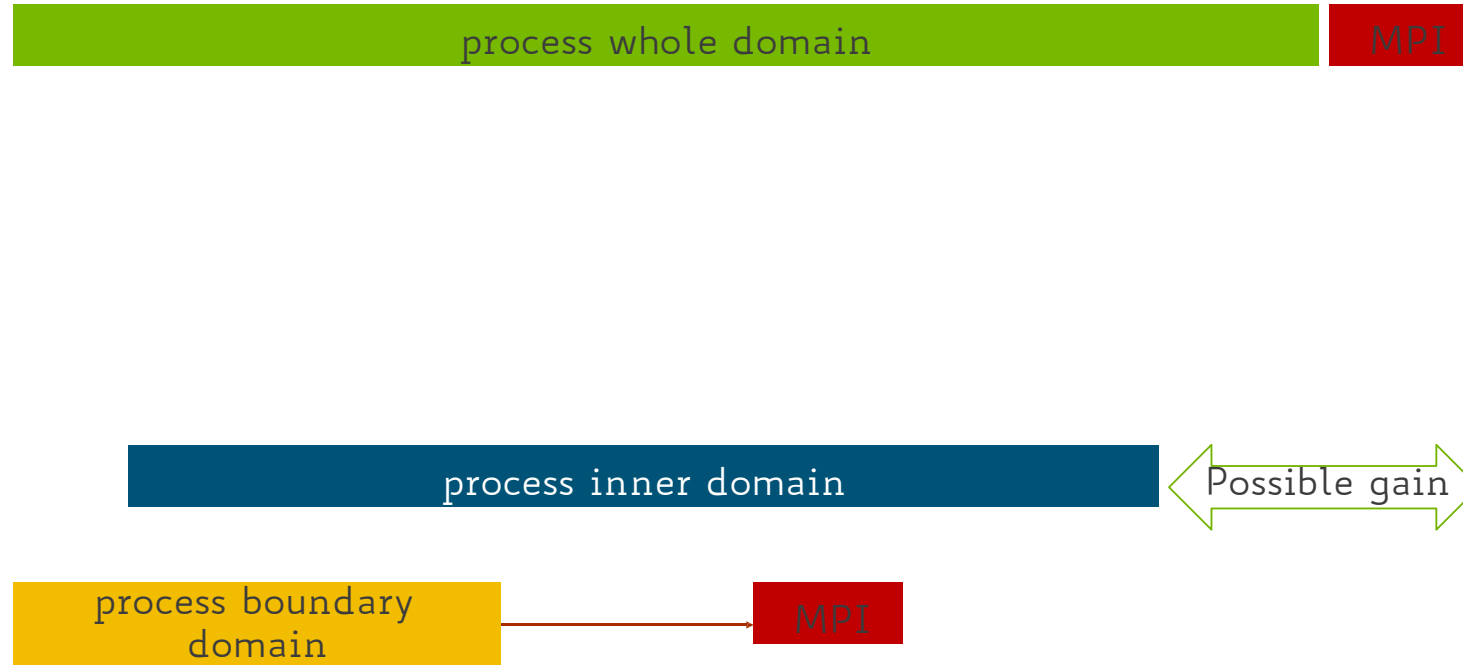 process whole domain
MPI
process inner domain
Possible gain
process boundary
domain
MPI